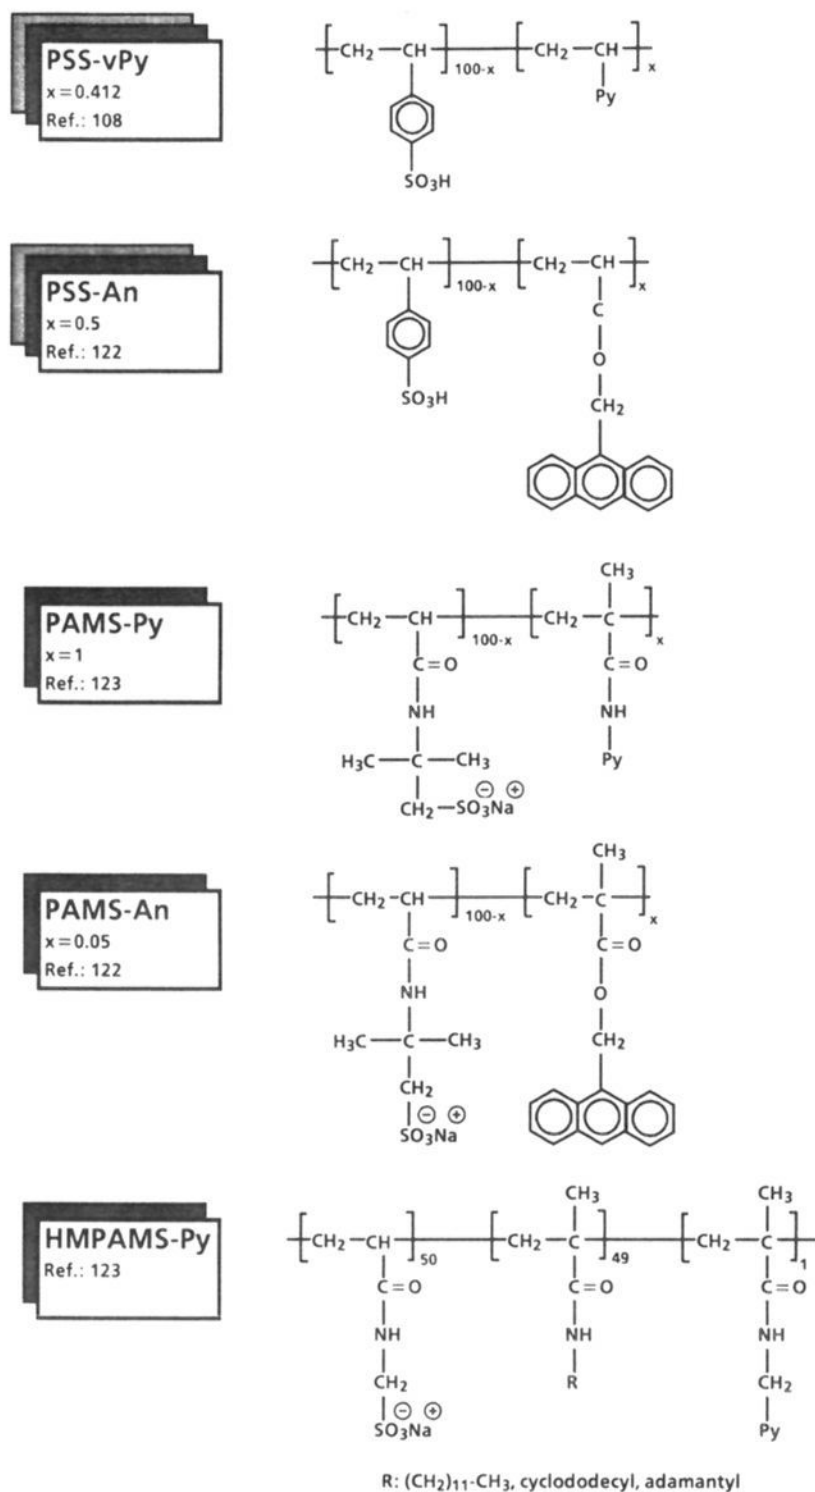 PSS-vPy
x=0.412
Ref.: 108
CH2 CH 100-x CH2 CH x
Py
SO3H
PSS-An
x=0.5
Ref.: 122
CH2 CH 100-x CH2 CH x
C
O
SO3H
CH2
PAMS-Py
x=1
Ref.: 123
CH3
CH2 CH 100-x CH2 C x
C=O C=O
NH NH
H3C C CH3 Py
CH2 SO3Na
− +
PAMS-An
x=0.05
Ref.: 122
CH3
CH2 CH 100-x CH2 C x
C=O C=O
NH O
H3C C CH3 CH2
CH2
− +
SO3Na
HMPAMS-Py
Ref.: 123
CH3 CH3
CH2 CH 50 CH2 C 49 CH2 C 1
C=O C=O C=O
NH NH NH
CH2 R CH2
− +
SO3Na Py
R: (CH2)11-CH3, cyclododecyl, adamantyl